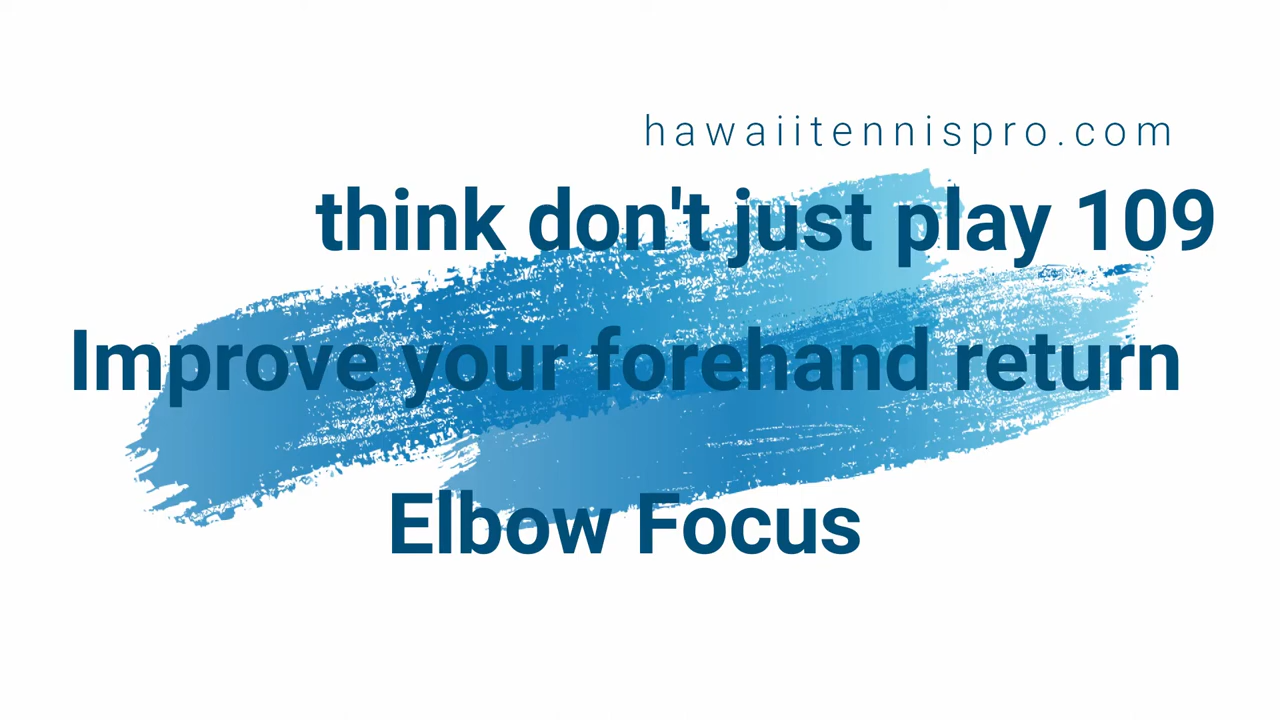 hawaiitennispro.com
think don't just play 109
Improve your forehand return
Elbow Focus